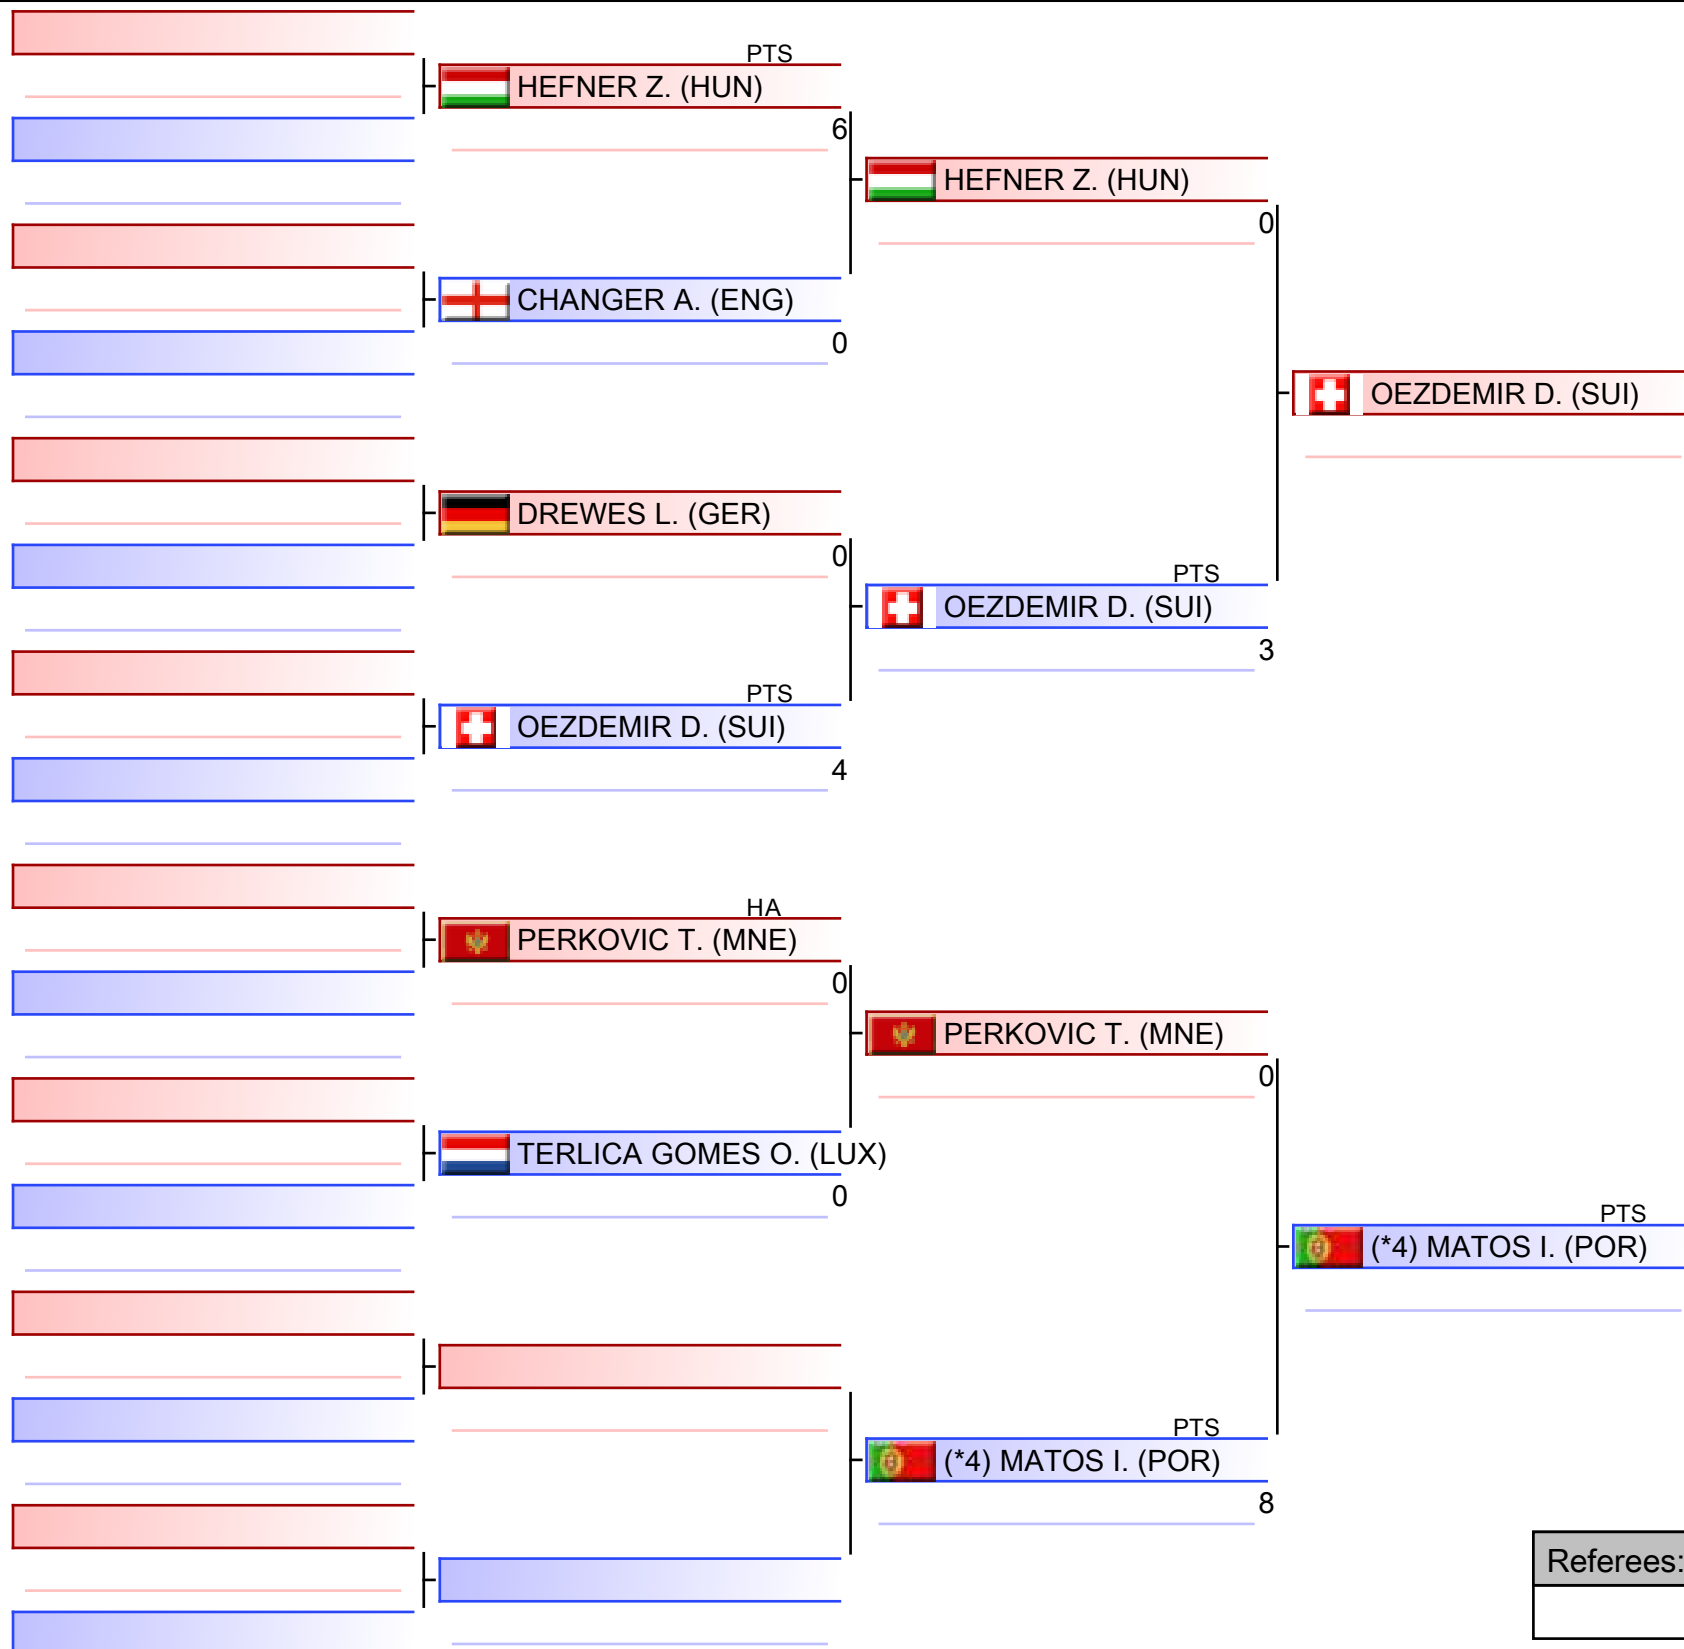 PTS
HEFNER Z. (HUN)
6
HEFNER Z. (HUN)
0
CHANGER A. (ENG)
0
OEZDEMIR D. (SUI)
DREWES L. (GER)
0
PTS
OEZDEMIR D. (SUI)
3
PTS
OEZDEMIR D. (SUI)
4
HA
PERKOVIC T. (MNE)
0
PERKOVIC T. (MNE)
0
TERLICA GOMES O. (LUX)
0
PTS
(*4) MATOS I. (POR)
PTS
(*4) MATOS I. (POR)
8
Referees: